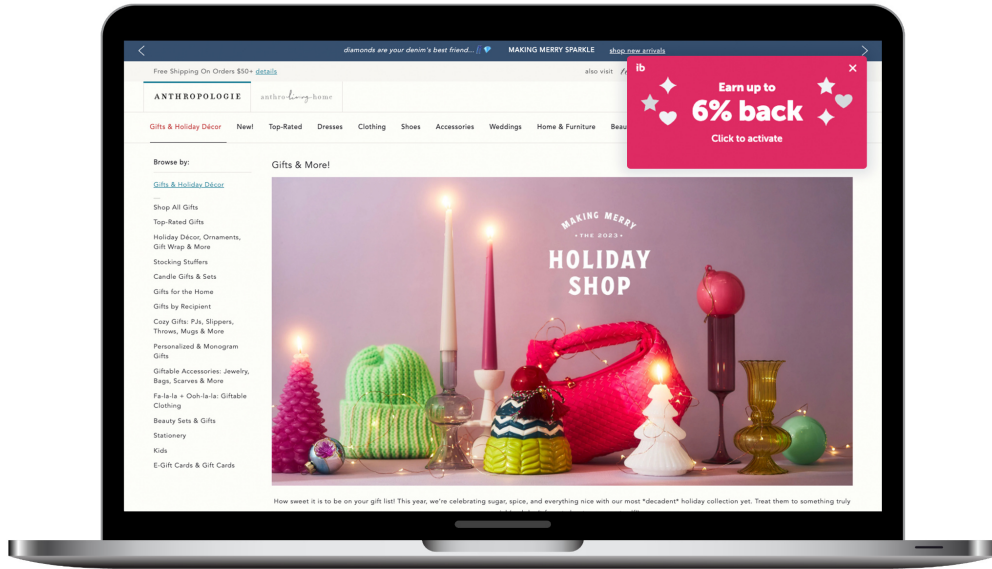 diamonds are your denim's best friend...
MAKING MERRY SPARKLE
shop new arrivals
Free Shipping On Orders $50+ details
also visit
ANTHROPOLOGIE
anthro-living-home
ib
Earn up to
6% back
Click to activate
Gifts & Holiday Décor
New!
Top-Rated
Dresses
Clothing
Shoes
Accessories
Weddings
Home & Furniture
Beau
Browse by:
Gifts & Holiday Décor
Shop All Gifts
Top-Rated Gifts
Holiday Décor, Ornaments,
Gift Wrap & More
Stocking Stuffers
Candle Gifts & Sets
Gifts for the Home
Gifts by Recipient
Cozy Gifts: PJs, Slippers,
Throws, Mugs & More
Personalized & Monogram
Gifts
Giftable Accessories: Jewelry,
Bags, Scarves & More
Fa-la-la + Ooh-la-la: Giftable
Clothing
Beauty Sets & Gifts
Stationery
Kids
E-Gift Cards & Gift Cards
Gifts & More!
MAKING MERRY
• THE 2023 •
HOLIDAY
SHOP
How sweet it is to be on your gift list! This year, we're celebrating sugar, spice, and everything nice with our most *decadent* holiday collection yet. Treat them to something truly